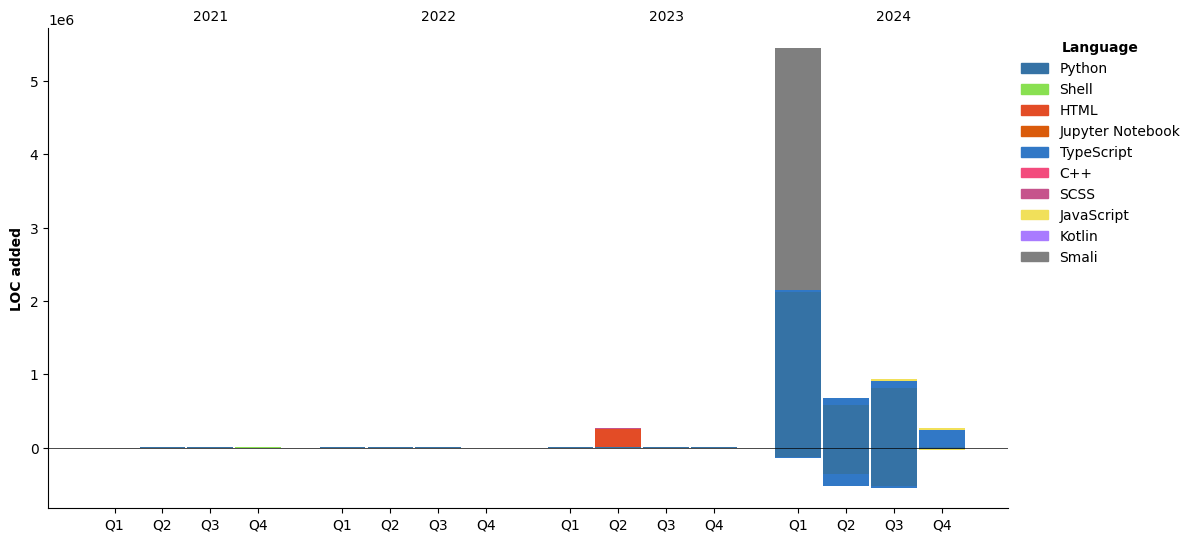 1e6
2021 2022 2023 2024
Language
Python
Shell
HTML
Jupyter Notebook
TypeScript
C++
SCSS
JavaScript
Kotlin
Smali
LOC added
5
4
3
2
1
0
Q1 Q2 Q3 Q4 Q1 Q2 Q3 Q4 Q1 Q2 Q3 Q4 Q1 Q2 Q3 Q4